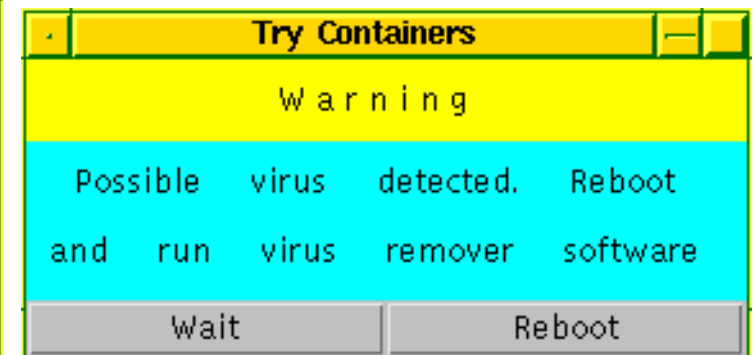 Try Containers
Warning
Possible virus detected. Reboot
and run virus remover software
Wait Reboot